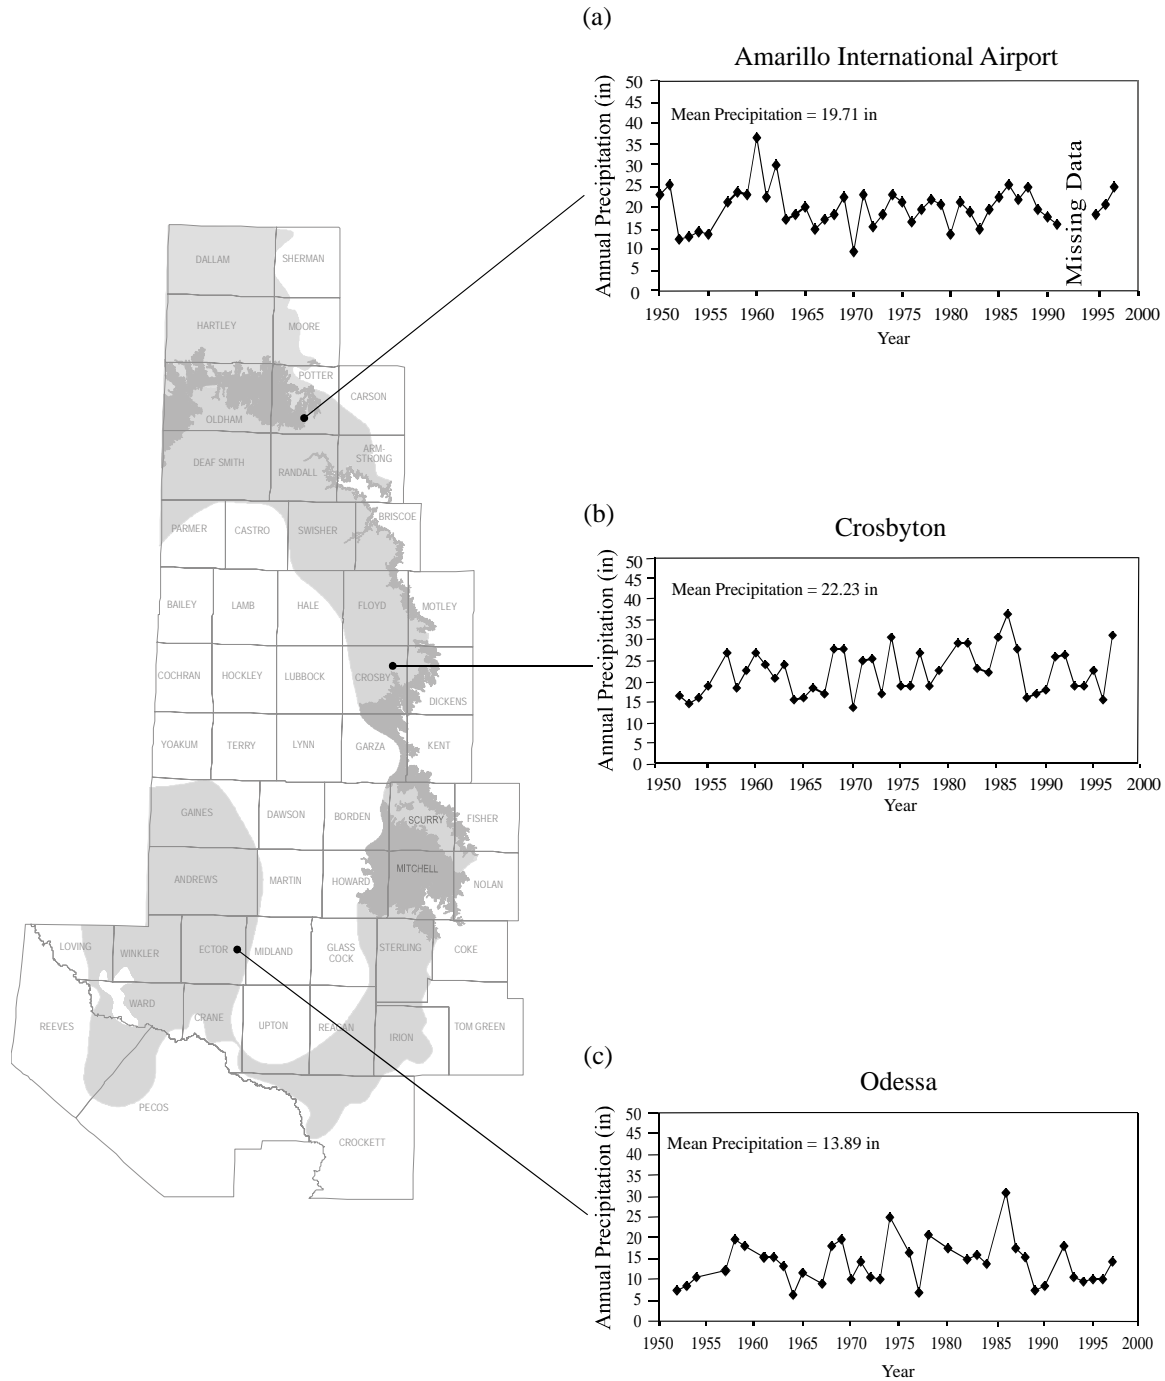 (a)
Amarillo International Airport
Annual Precipitation (in)
50
45
40
35
30
25
20
15
10
5
0
Mean Precipitation = 19.71 in
Missing Data
1950 1955 1960 1965 1970 1975 1980 1985 1990 1995 2000
Year
DALLAM
SHERMAN
HARTLEY
MOORE
POTTER
CARSON
OLDHAM
DEAF SMITH
RANDALL
ARM-
STRONG
PARMER
CASTRO
SWISHER
BRISCOE
BAILEY
LAMB
HALE
FLOYD
MOTLEY
COCHRAN
HOCKLEY
LUBBOCK
CROSBY
DICKENS
YOAKUM
TERRY
LYNN
GARZA
KENT
GAINES
DAWSON
BORDEN
SCURRY
FISHER
ANDREWS
MARTIN
HOWARD
MITCHELL
NOLAN
LOVING
WINKLER
ECTOR
MIDLAND
GLASS
COCK
STERLING
COKE
REEVES
WARD
CRANE
UPTON
REAGAN
IRION
TOM GREEN
PECOS
CROCKETT
(b)
Crosbyton
Annual Precipitation (in)
50
45
40
35
30
25
20
15
10
5
0
Mean Precipitation = 22.23 in
1950 1955 1960 1965 1970 1975 1980 1985 1990 1995 2000
Year
(c)
Odessa
Annual Precipitation (in)
50
45
40
35
30
25
20
15
10
5
0
Mean Precipitation = 13.89 in
1950 1955 1960 1965 1970 1975 1980 1985 1990 1995 2000
Year